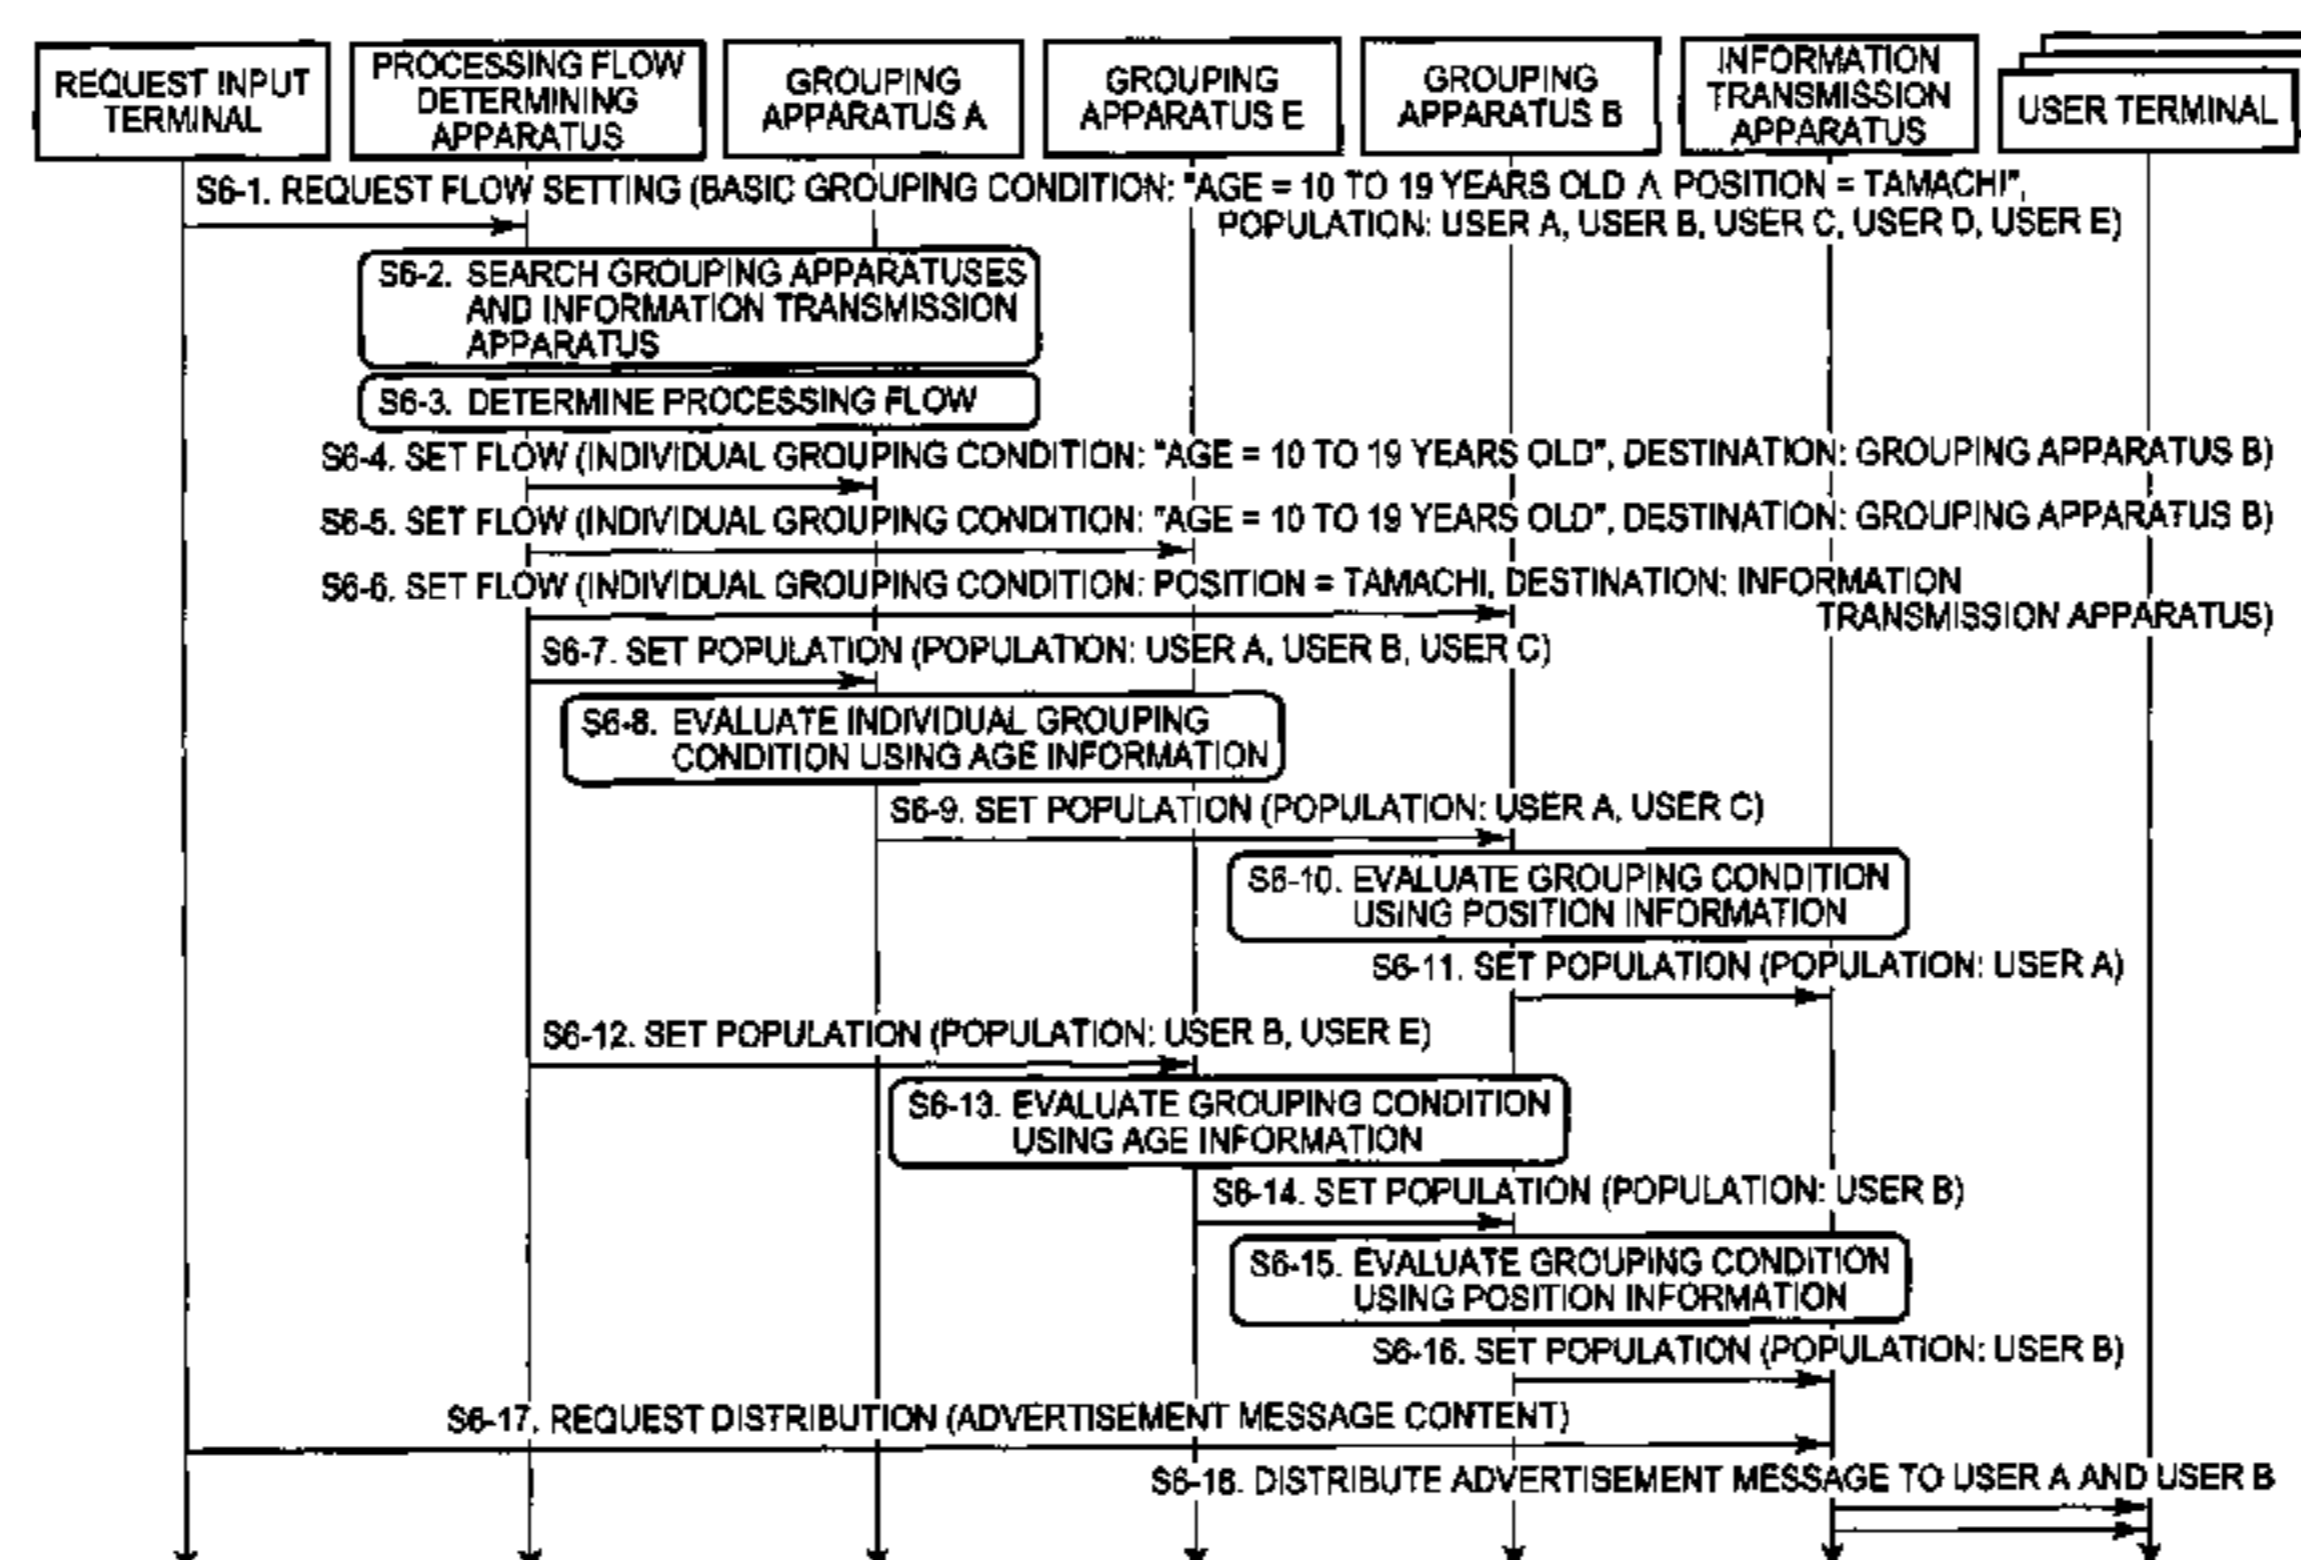 REQUEST INPUT
TERMINAL
PROCESSING FLOW
DETERMINING
APPARATUS
GROUPING
APPARATUS A
GROUPING
APPARATUS E
GROUPING
APPARATUS B
INFORMATION
TRANSMISSION
APPARATUS
USER TERMINAL
S6-1. REQUEST FLOW SETTING (BASIC GROUPING CONDITION: "AGE = 10 TO 19 YEARS OLD ∧ POSITION = TAMACHI",
POPULATION: USER A, USER B, USER C, USER D, USER E)
S6-2. SEARCH GROUPING APPARATUSES
AND INFORMATION TRANSMISSION
APPARATUS
S6-3. DETERMINE PROCESSING FLOW
S6-4. SET FLOW (INDIVIDUAL GROUPING CONDITION: "AGE = 10 TO 19 YEARS OLD", DESTINATION: GROUPING APPARATUS B)
S6-5. SET FLOW (INDIVIDUAL GROUPING CONDITION: "AGE = 10 TO 19 YEARS OLD", DESTINATION: GROUPING APPARATUS B)
S6-6. SET FLOW (INDIVIDUAL GROUPING CONDITION: POSITION = TAMACHI, DESTINATION: INFORMATION
TRANSMISSION APPARATUS)
S6-7. SET POPULATION (POPULATION: USER A, USER B, USER C)
S6-8. EVALUATE INDIVIDUAL GROUPING
CONDITION USING AGE INFORMATION
S6-9. SET POPULATION (POPULATION: USER A, USER C)
S6-10. EVALUATE GROUPING CONDITION
USING POSITION INFORMATION
S6-11. SET POPULATION (POPULATION: USER A)
S6-12. SET POPULATION (POPULATION: USER B, USER E)
S6-13. EVALUATE GROUPING CONDITION
USING AGE INFORMATION
S6-14. SET POPULATION (POPULATION: USER B)
S6-15. EVALUATE GROUPING CONDITION
USING POSITION INFORMATION
S6-16. SET POPULATION (POPULATION: USER B)
S6-17. REQUEST DISTRIBUTION (ADVERTISEMENT MESSAGE CONTENT)
S6-18. DISTRIBUTE ADVERTISEMENT MESSAGE TO USER A AND USER B